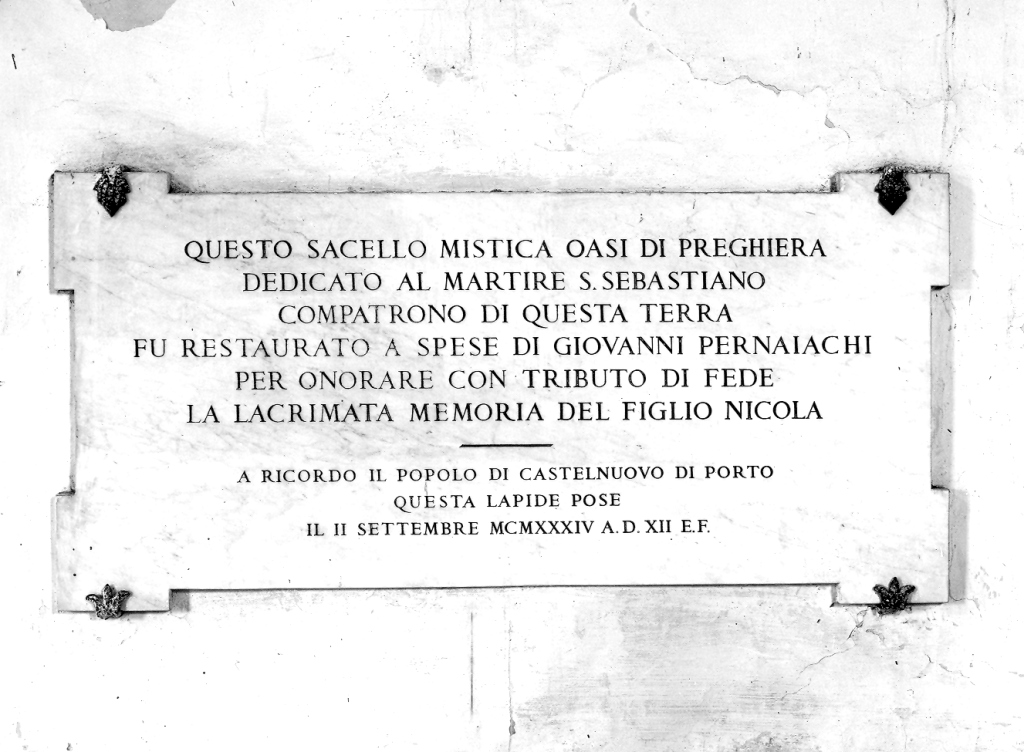 QUESTO SACELLO MISTICA OASI DI PREGHIERA
DEDICATO AL MARTIRE S. SEBASTIANO
COMPATRONO DI QUESTA TERRA
FU RESTAURATO A SPESE DI GIOVANNI PERNAIACHI
PER ONORARE CON TRIBUTO DI FEDE
LA LACRIMATA MEMORIA DEL FIGLIO NICOLA
A RICORDO IL POPOLO DI CASTELNUOVO DI PORTO
QUESTA LAPIDE POSE
IL II SETTEMBRE MCMXXXIV A.D. XII E.F.